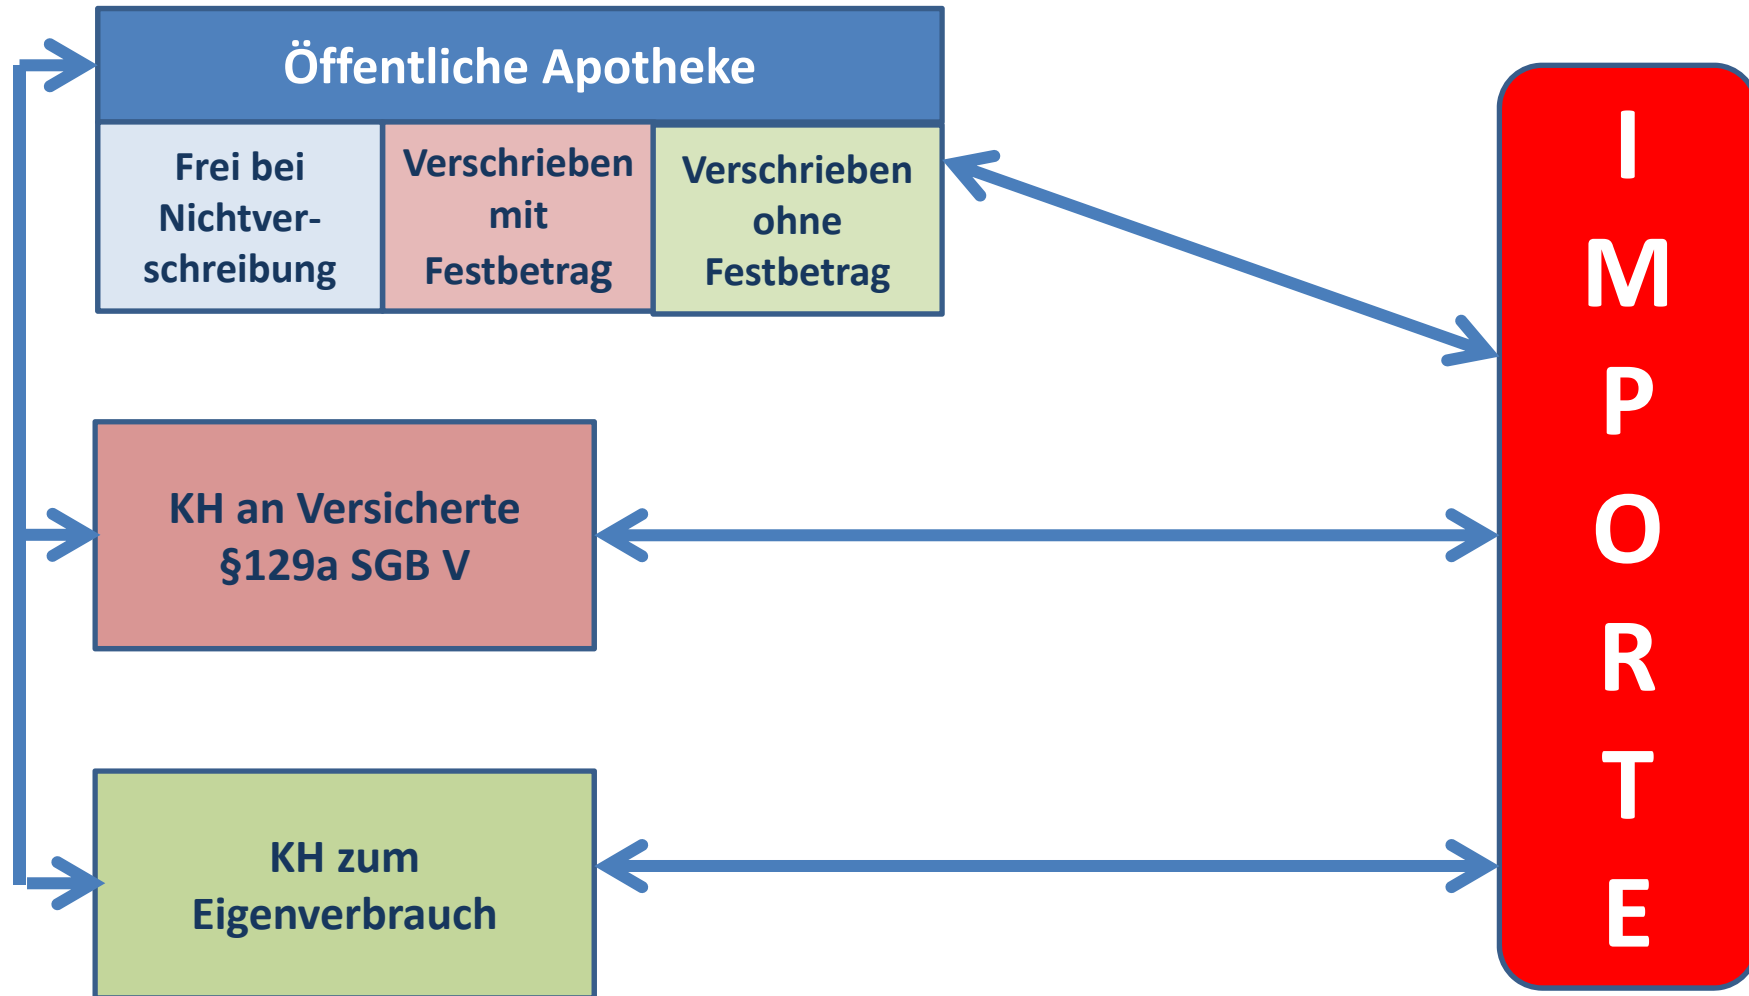 Öffentliche Apotheke
Frei bei
Nichtver-
schreibung
Verschrieben
mit
Festbetrag
Verschrieben
ohne
Festbetrag
KH an Versicherte
§129a SGB V
KH zum
Eigenverbrauch
I
M
P
O
R
T
E